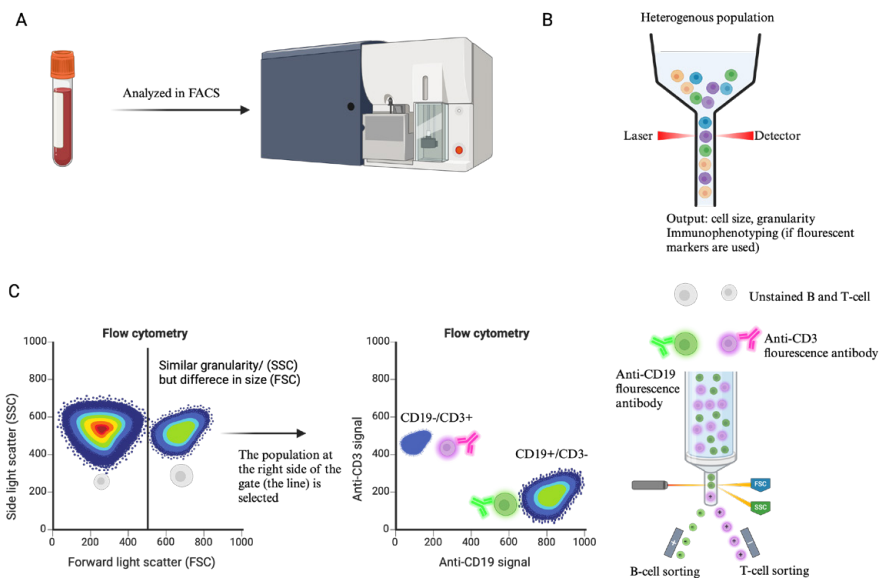 A
Analyzed in FACS
B
Heterogenous population
Laser
Detector
Output: cell size, granularity
Immunophenotyping (if flourescent
markers are used)
C
Flow cytometry
Similar granularity/ (SSC)
but differece in size (FSC)
Side light scatter (SSC)
1000
800
600
400
200
0
0
200
400
600
800
1000
Forward light scatter (FSC)
The population at
the right side of the
gate (the line) is
selected
Flow cytometry
CD19-/CD3+
CD19+/CD3-
Anti-CD3 signal
1000
800
600
400
200
0
0
200
400
600
800
1000
Anti-CD19 signal
Unstained B and T-cell
Anti-CD3
flourescence antibody
Anti-CD19
flourescence
antibody
FSC
SSC
+
–
B-cell sorting
T-cell sorting